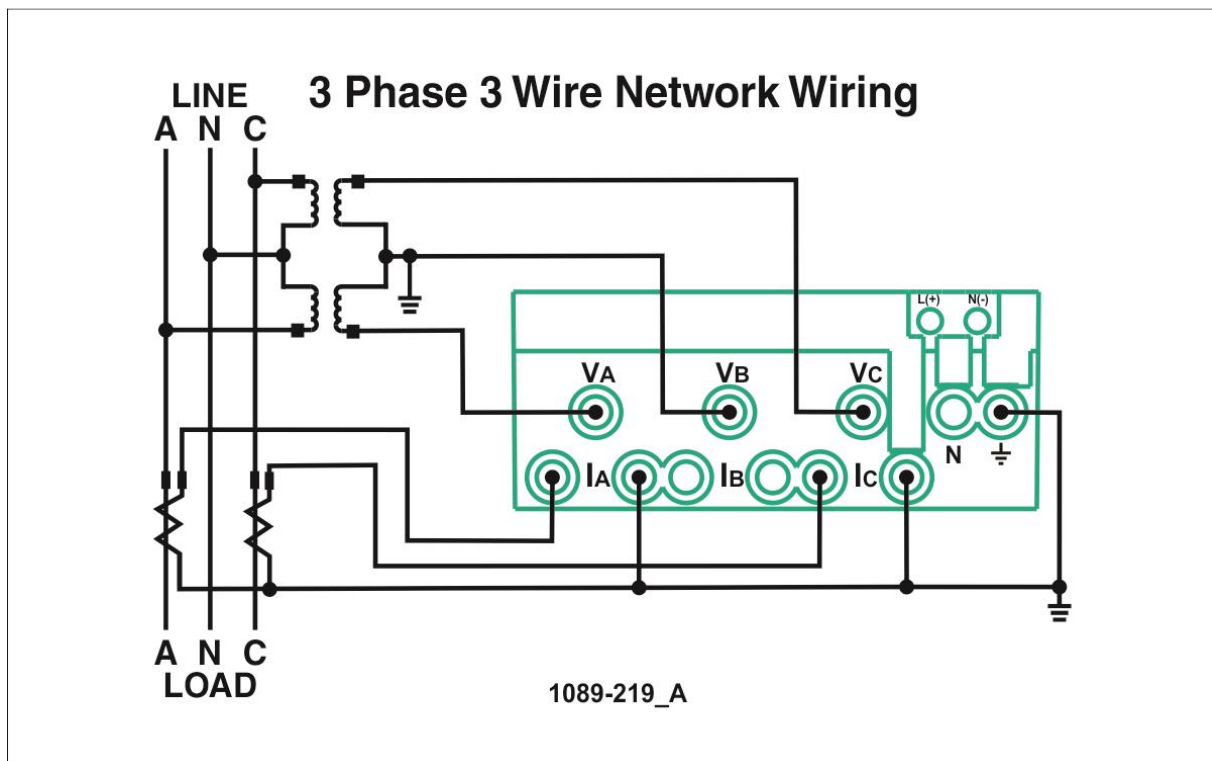 3 Phase 3 Wire Network Wiring
LINE
A N C
L(+) N(-)
VA VB VC
N
IA IB IC
A N C
LOAD
1089-219_A